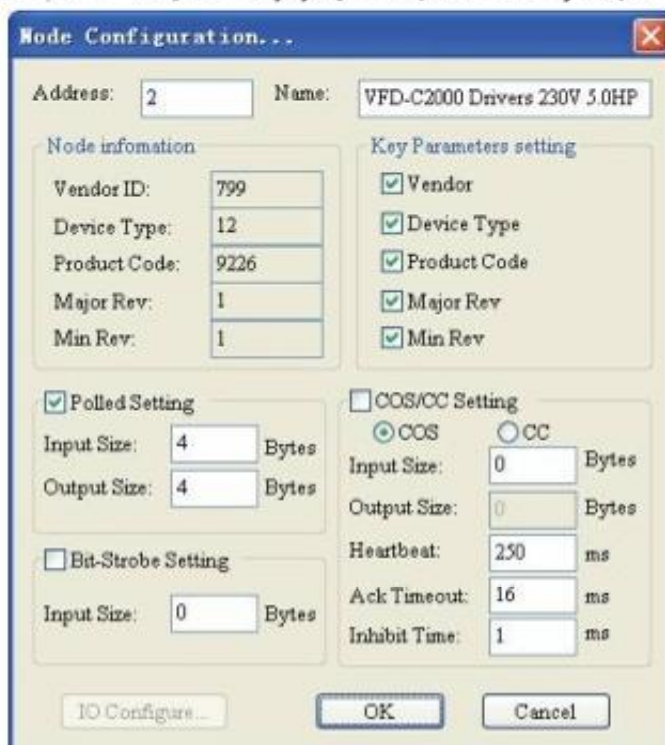 Node Configuration...
Address: 2 Name: VFD-C2000 Drivers 230V 5.0HP
Node infomation
Vendor ID: 799
Device Type: 12
Product Code: 9226
Major Rev: 1
Min Rev: 1
Key Parameters setting
Vendor
Device Type
Product Code
Major Rev
Min Rev
Polled Setting
Input Size: 4 Bytes
Output Size: 4 Bytes
Bit-Strobe Setting
Input Size: 0 Bytes
COS/CC Setting
COS CC
Input Size: 0 Bytes
Output Size: 0 Bytes
Heartbeat: 250 ms
Ack Timeout: 16 ms
Inhibit Time: 1 ms
IO Configure... OK Cancel